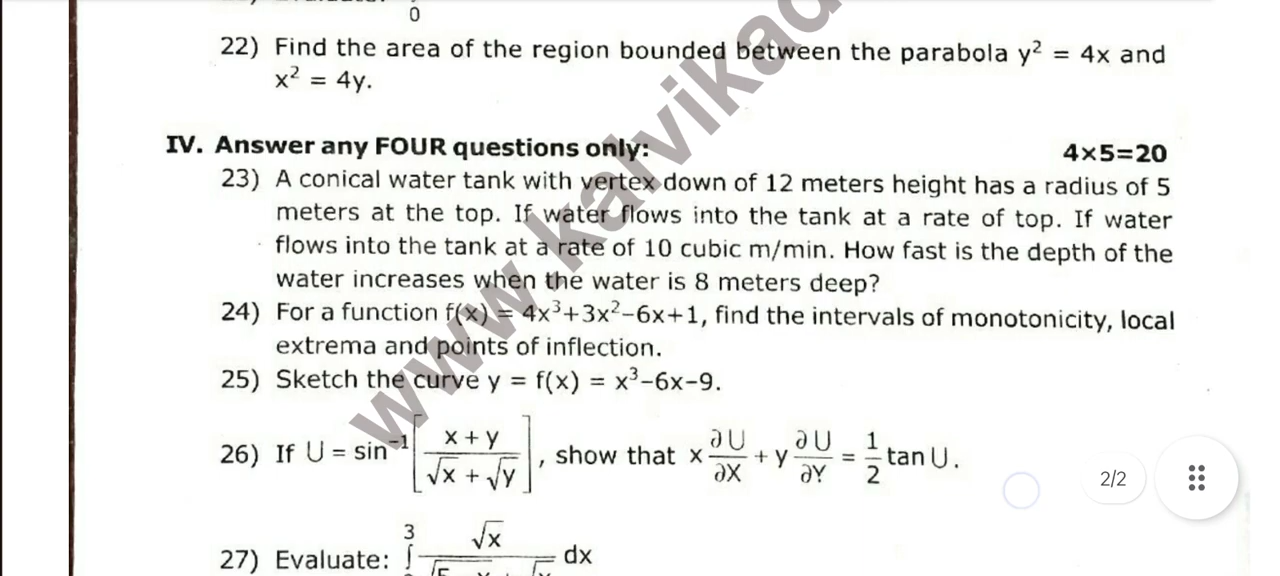 0
22) Find the area of the region bounded between the parabola y² = 4x and
x² = 4y.
IV. Answer any FOUR questions only: 4×5=20
23) A conical water tank with vertex down of 12 meters height has a radius of 5
meters at the top. If water flows into the tank at a rate of top. If water
flows into the tank at a rate of 10 cubic m/min. How fast is the depth of the
water increases when the water is 8 meters deep?
24) For a function f(x) = 4x³+3x²−6x+1, find the intervals of monotonicity, local
extrema and points of inflection.
25) Sketch the curve y = f(x) = x³−6x−9.
26) If U = sin⁻¹[(x + y)/(√x + √y)], show that x ∂U/∂X + y ∂U/∂Y = 1/2 tan U.
27) Evaluate: ∫ 3 √x dx
www.kalvikad
2/2